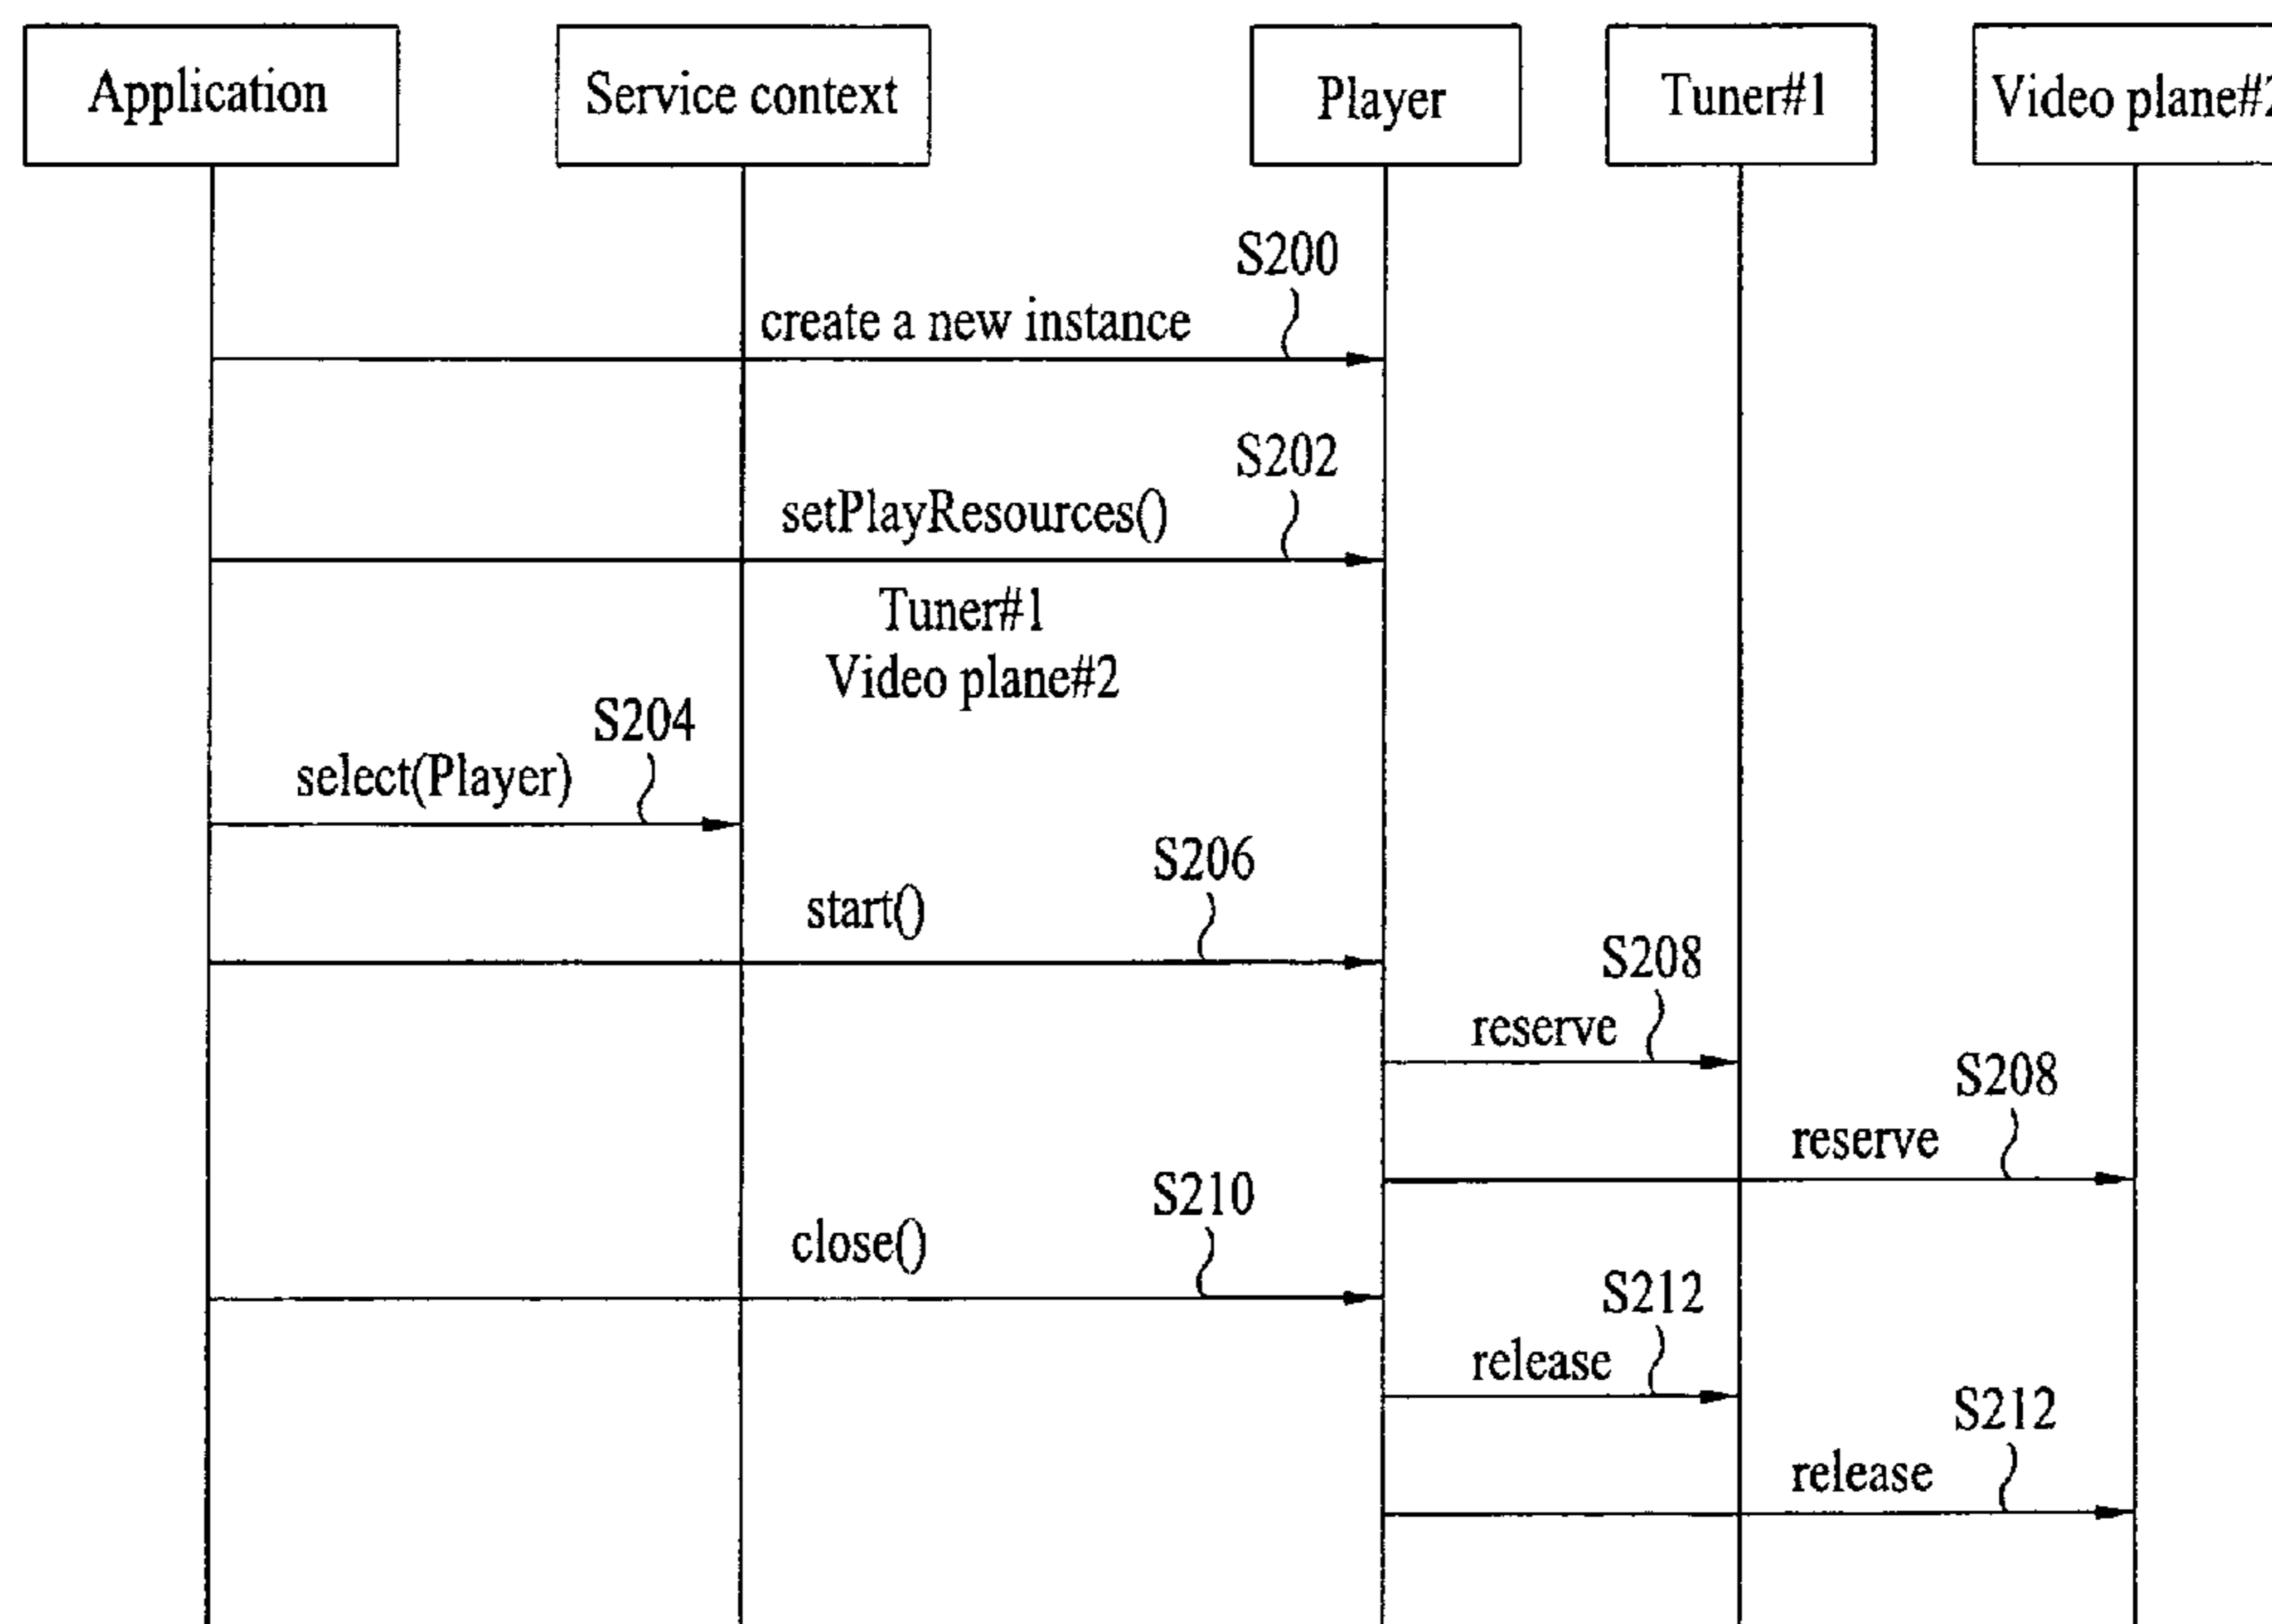 Application
Service context
Player
Tuner#1
Video plane#2
S200
create a new instance
S202
setPlayResources()
Tuner#1
Video plane#2
S204
select(Player)
S206
start()
S208
reserve
S208
reserve
S210
close()
S212
release
S212
release